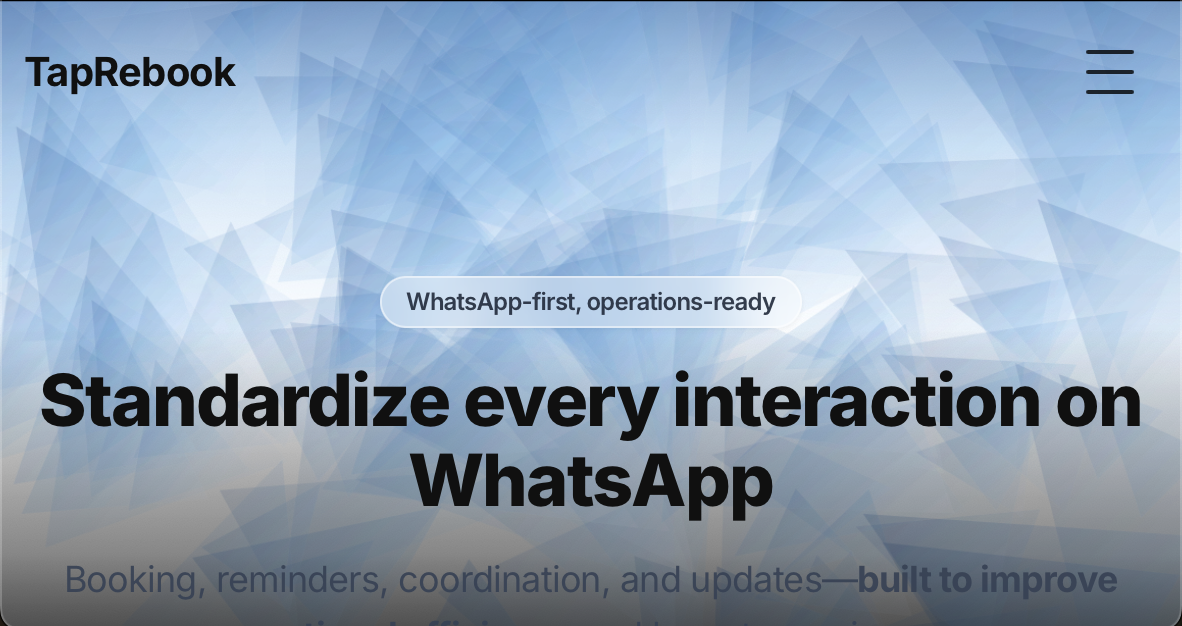 TapRebook
WhatsApp-first, operations-ready
Standardize every interaction on
WhatsApp
Booking, reminders, coordination, and updates—built to improve